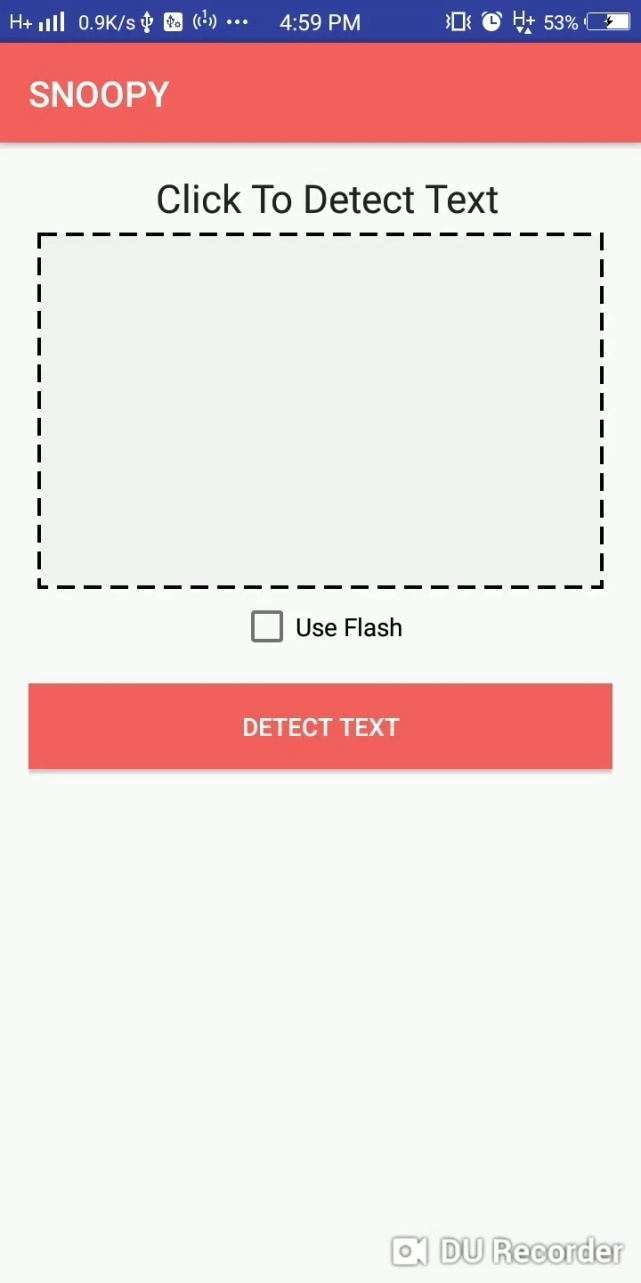 H+ 0.9K/s 4:59 PM H+ 53%
SNOOPY
Click To Detect Text
Use Flash
DETECT TEXT
DU Recorder